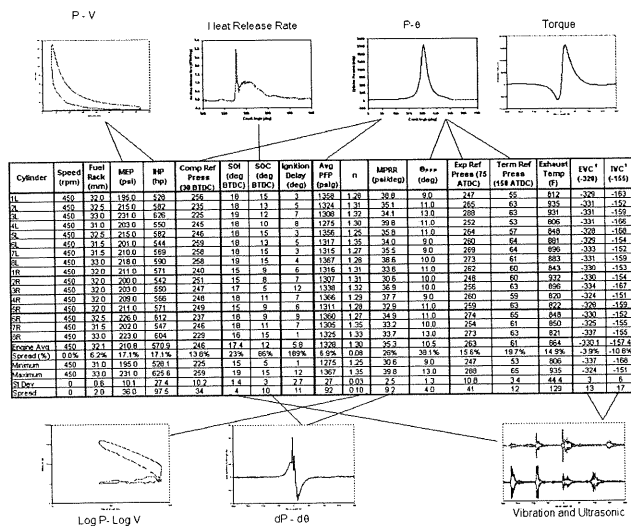 P - V
Heat Release Rate
P-θ
Torque
Cylinder Speed (rpm) Fuel Rack (mm) MEP (psi) IHP (hp) Comp Ref Press (30 BTDC) SOI (deg BTDC) SOC (deg BTDC) Ignition Delay (deg) Avg PFP (psig) n MPRR (psi/deg) θPFP (deg) Exp Ref Press (75 ATDC) Term Ref Press (150 ATDC) Exhaust Temp (F) EVC¹ (-329) IVC¹ (-155)
1L 450 32.0 195.0 528 256 18 15 3 1358 1.28 38.8 9.0 247 55 812 -329 -163
2L 450 32.5 215.0 582 235 18 13 5 1324 1.31 35.1 11.0 265 63 935 -331 -152
3L 450 33.0 231.0 626 225 19 12 7 1308 1.32 34.1 13.0 288 63 931 -331 -159
4L 450 31.0 203.0 550 245 18 10 8 1275 1.30 39.8 11.0 252 53 806 -331 -166
5L 450 32.5 215.0 582 246 18 15 3 1356 1.25 35.8 11.0 264 57 848 -328 -168
6L 450 31.5 201.0 544 259 18 13 5 1317 1.35 34.0 9.0 260 64 881 -329 -154
7L 450 31.5 210.0 569 258 18 15 3 1315 1.27 35.5 9.0 269 64 896 -333 -152
8L 450 33.0 218.0 590 258 19 15 4 1367 1.28 38.6 10.0 273 61 883 -331 -159
1R 450 32.0 211.0 571 240 15 9 6 1316 1.31 33.6 11.0 262 60 843 -330 -153
2R 450 32.0 200.0 542 251 15 8 7 1307 1.31 30.6 10.0 248 60 932 -330 -154
3R 450 32.0 203.0 550 247 17 5 12 1338 1.32 36.9 10.0 256 63 896 -334 -167
4R 450 32.0 209.0 566 248 18 11 7 1366 1.29 37.7 9.0 260 59 820 -324 -151
5R 450 32.0 211.0 571 249 15 9 6 1311 1.28 32.9 11.0 259 63 822 -329 -159
6R 450 32.5 226.0 612 237 18 9 9 1360 1.27 34.9 11.0 274 65 848 -330 -152
7R 450 31.5 202.0 547 246 18 11 7 1305 1.35 33.2 10.0 254 61 850 -325 -155
8R 450 33.0 223.0 604 229 16 15 1 1325 1.33 33.7 13.0 273 63 821 -337 -155
Engine Avg 450 32.1 210.8 570.9 246 17.4 12 5.8 1328 1.30 35.3 10.5 263 61 864 -330.1 -157.4
Spread (%) 0.0% 6.2% 17.1% 17.1% 13.8% 23% 86% 189% 6.9% 0.08 26% 38.1% 15.6% 19.7% 14.9% -3.9% -10.8%
Minimum 450 31.0 195.0 528.1 225 15 5 1 1275 1.25 30.6 9.0 247 53 806 -337 -168
Maximum 450 33.0 231.0 625.6 259 19 15 12 1367 1.35 39.8 13.0 288 65 935 -324 -151
St.Dev 0 0.6 10.1 27.4 10.2 1.4 3 2.7 27 0.03 2.5 1.3 10.8 3.4 44.4 3 6
Spread 0 2.0 36.0 97.5 34 4 10 11 92 0.10 9.2 4.0 41 12 129 13 17
Log P- Log V
dP - dθ
Vibration and Ultrasonic